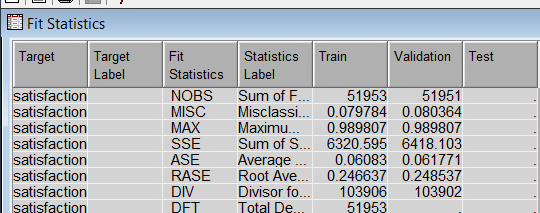 Fit Statistics
Target Target Label Fit Statistics Statistics Label Train Validation Test
satisfaction NOBS Sum of F... 51953 51951 .
satisfaction MISC Misclassi... 0.079784 0.080364 .
satisfaction MAX Maximu... 0.989807 0.989807 .
satisfaction SSE Sum of S... 6320.595 6418.103 .
satisfaction ASE Average ... 0.06083 0.061771 .
satisfaction RASE Root Ave... 0.246637 0.248537 .
satisfaction DIV Divisor fo... 103906 103902 .
satisfaction DFT Total De... 51953 . .